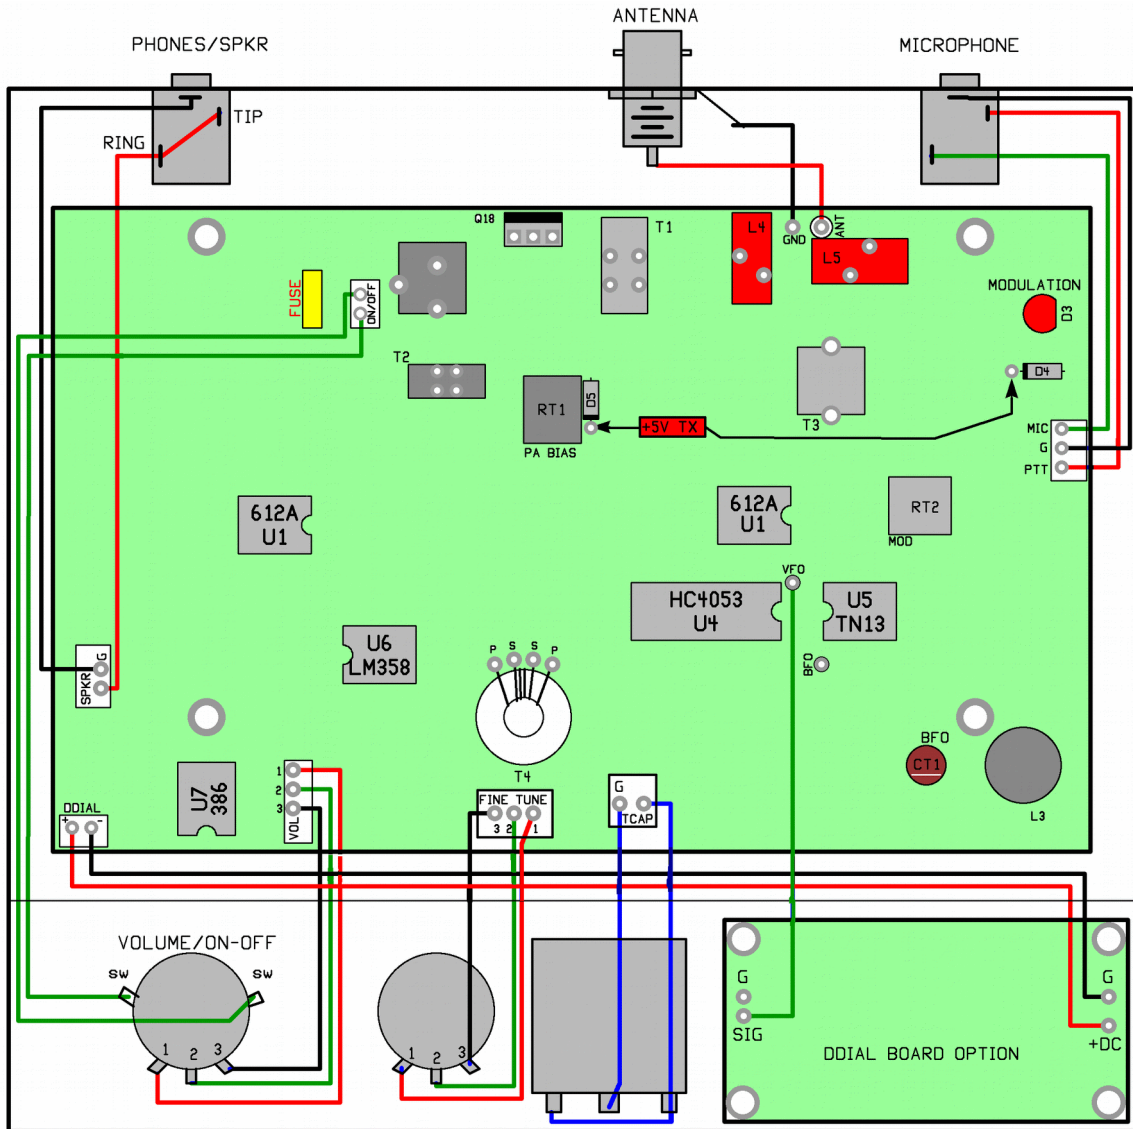 ANTENNA
PHONES/SPKR
MICROPHONE
TIP
RING
Q18
T1
L4
GND
ANT
L5
FUSE
ON/OFF
MODULATION
D3
T2
RT1
D5
+5V TX
D4
T3
PA BIAS
MIC
G
PTT
612A
U1
612A
U1
RT2
MOD
VFO
HC4053
U4
U5
TN13
BFO
U6
LM358
P S S P
G
SPKR
T4
BFO
CT1
L3
U7
386
1
2
3
VOL
DDIAL
+ -
FINE TUNE
3 2 1
G
TCAP
VOLUME/ON-OFF
SW
SW
1 2 3
1 2 3
G
SIG
G
+DC
DDIAL BOARD OPTION